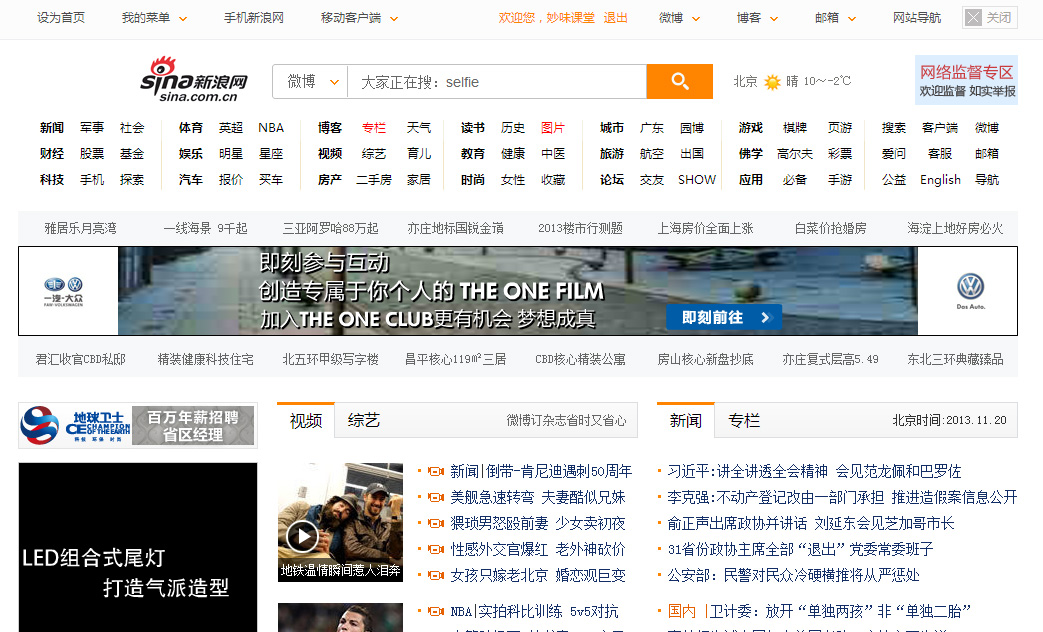 设为首页 我的菜单 手机新浪网 移动客户端 欢迎您，妙味课堂 退出 微博 博客 邮箱 网站导航 关闭
sina新浪网
sina.com.cn
微博 大家正在搜：selfie
北京 晴 10～-2℃
网络监督专区
欢迎监督 如实举报
新闻 军事 社会 体育 英超 NBA 博客 专栏 天气 读书 历史 图片 城市 广东 园博 游戏 棋牌 页游 搜索 客户端 微博
财经 股票 基金 娱乐 明星 星座 视频 综艺 育儿 教育 健康 中医 旅游 航空 出国 佛学 高尔夫 彩票 爱问 客服 邮箱
科技 手机 探索 汽车 报价 买车 房产 二手房 家居 时尚 女性 收藏 论坛 交友 SHOW 应用 必备 手游 公益 English 导航
雅居乐月亮湾 一线海景 9千起 三亚阿罗哈88万起 亦庄地标国锐金嵿 2013楼市行测题 上海房价全面上涨 白菜价抢婚房 海淀上地好房必火
一汽-大众
FAW-VOLKSWAGEN
即刻参与互动
创造专属于你个人的 THE ONE FILM
加入THE ONE CLUB更有机会 梦想成真
即刻前往
Das Auto.
君汇收官CBD私邸 精装健康科技住宅 北五环甲级写字楼 昌平核心119㎡三居 CBD核心精装公寓 房山核心新盘抄底 亦庄复式层高5.49 东北三环典藏臻品
地球卫士
CHAMPION
OF THE EARTH
科技 环保 时尚
百万年薪招聘
省区经理
LED组合式尾灯
打造气派造型
视频 综艺 微博订杂志省时又省心
地铁温情瞬间惹人泪奔
新闻|倒带-肯尼迪遇刺50周年
美舰急速转弯 夫妻酷似兄妹
猥琐男怒殴前妻 少女卖初夜
性感外交官爆红 老外神砍价
女孩只嫁老北京 婚恋观巨变
NBA|实拍科比训练 5v5对抗
新闻 专栏 北京时间:2013.11.20
习近平:讲全讲透全会精神 会见范龙佩和巴罗佐
李克强:不动产登记改由一部门承担 推进造假案信息公开
俞正声出席政协并讲话 刘延东会见芝加哥市长
31省份政协主席全部“退出”党委常委班子
公安部：民警对民众冷硬横推将从严惩处
国内 |卫计委：放开“单独两孩”非“单独二胎”